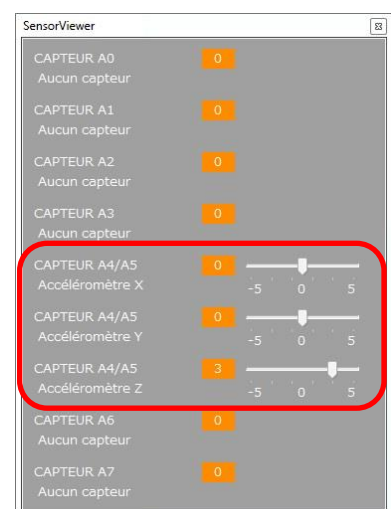 SensorViewer
CAPTEUR A0 0
Aucun capteur
CAPTEUR A1 0
Aucun capteur
CAPTEUR A2 0
Aucun capteur
CAPTEUR A3 0
Aucun capteur
CAPTEUR A4/A5 0
Accéléromètre X -5 0 5
CAPTEUR A4/A5 0
Accéléromètre Y -5 0 5
CAPTEUR A4/A5 3
Accéléromètre Z -5 0 5
CAPTEUR A6 0
Aucun capteur
CAPTEUR A7 0
Aucun capteur